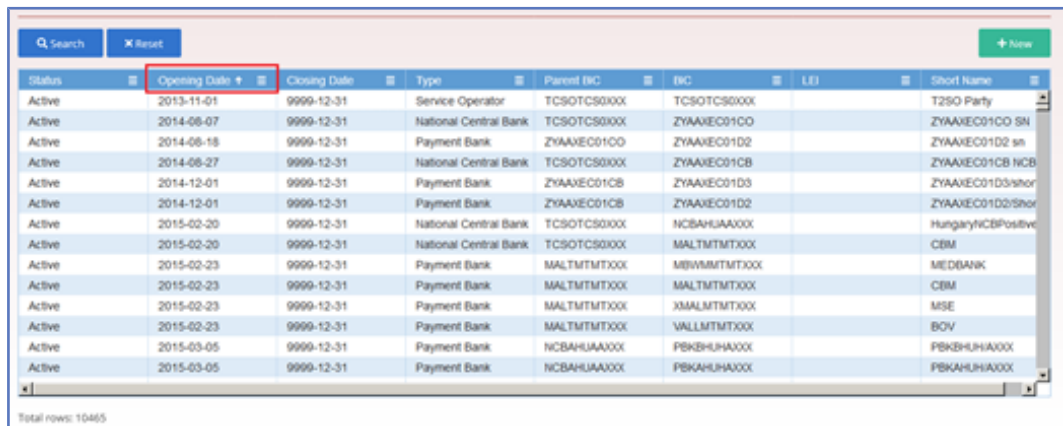 Search Reset New
Status Opening Date Closing Date Type Parent BIC BIC LEI Short Name
Active 2013-11-01 9999-12-31 Service Operator TCSOTCS0XXX TCSOTCS0XXX T2SO Party
Active 2014-08-07 9999-12-31 National Central Bank TCSOTCS0XXX ZYAAXEC01CO ZYAAXEC01CO SN
Active 2014-08-18 9999-12-31 Payment Bank ZYAAXEC01CO ZYAAXEC01D2 ZYAAXEC01D2 sn
Active 2014-08-27 9999-12-31 National Central Bank TCSOTCS0XXX ZYAAXEC01CB ZYAAXEC01CB NCB
Active 2014-12-01 9999-12-31 Payment Bank ZYAAXEC01CB ZYAAXEC01D3 ZYAAXEC01D3/shor
Active 2014-12-01 9999-12-31 Payment Bank ZYAAXEC01CB ZYAAXEC01D2 ZYAAXEC01D2/Shor
Active 2015-02-20 9999-12-31 National Central Bank TCSOTCS0XXX NCBAHUAAXXX HungaryNCBPositive
Active 2015-02-20 9999-12-31 National Central Bank TCSOTCS0XXX MALTMTMTXXX CBM
Active 2015-02-23 9999-12-31 Payment Bank MALTMTMTXXX MBWMMTMTXXX MEDBANK
Active 2015-02-23 9999-12-31 Payment Bank MALTMTMTXXX MALTMTMTXXX CBM
Active 2015-02-23 9999-12-31 Payment Bank MALTMTMTXXX XMALMTMTXXX MSE
Active 2015-02-23 9999-12-31 Payment Bank MALTMTMTXXX VALLMTMTXXX BOV
Active 2015-03-05 9999-12-31 Payment Bank NCBAHUAAXXX PBKBHUHAXXX PBKBHUH/AXXX
Active 2015-03-05 9999-12-31 Payment Bank NCBAHUAAXXX PBKAHUHAXXX PBKAHUH/AXXX
Total rows: 10465